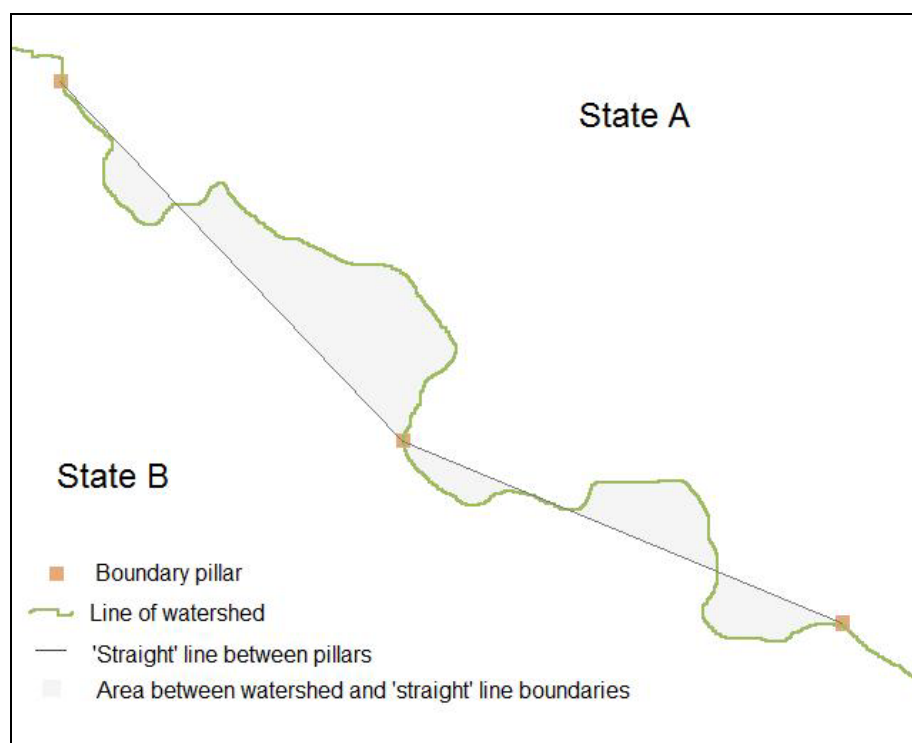 State A
State B
Boundary pillar
Line of watershed
'Straight' line between pillars
Area between watershed and 'straight' line boundaries